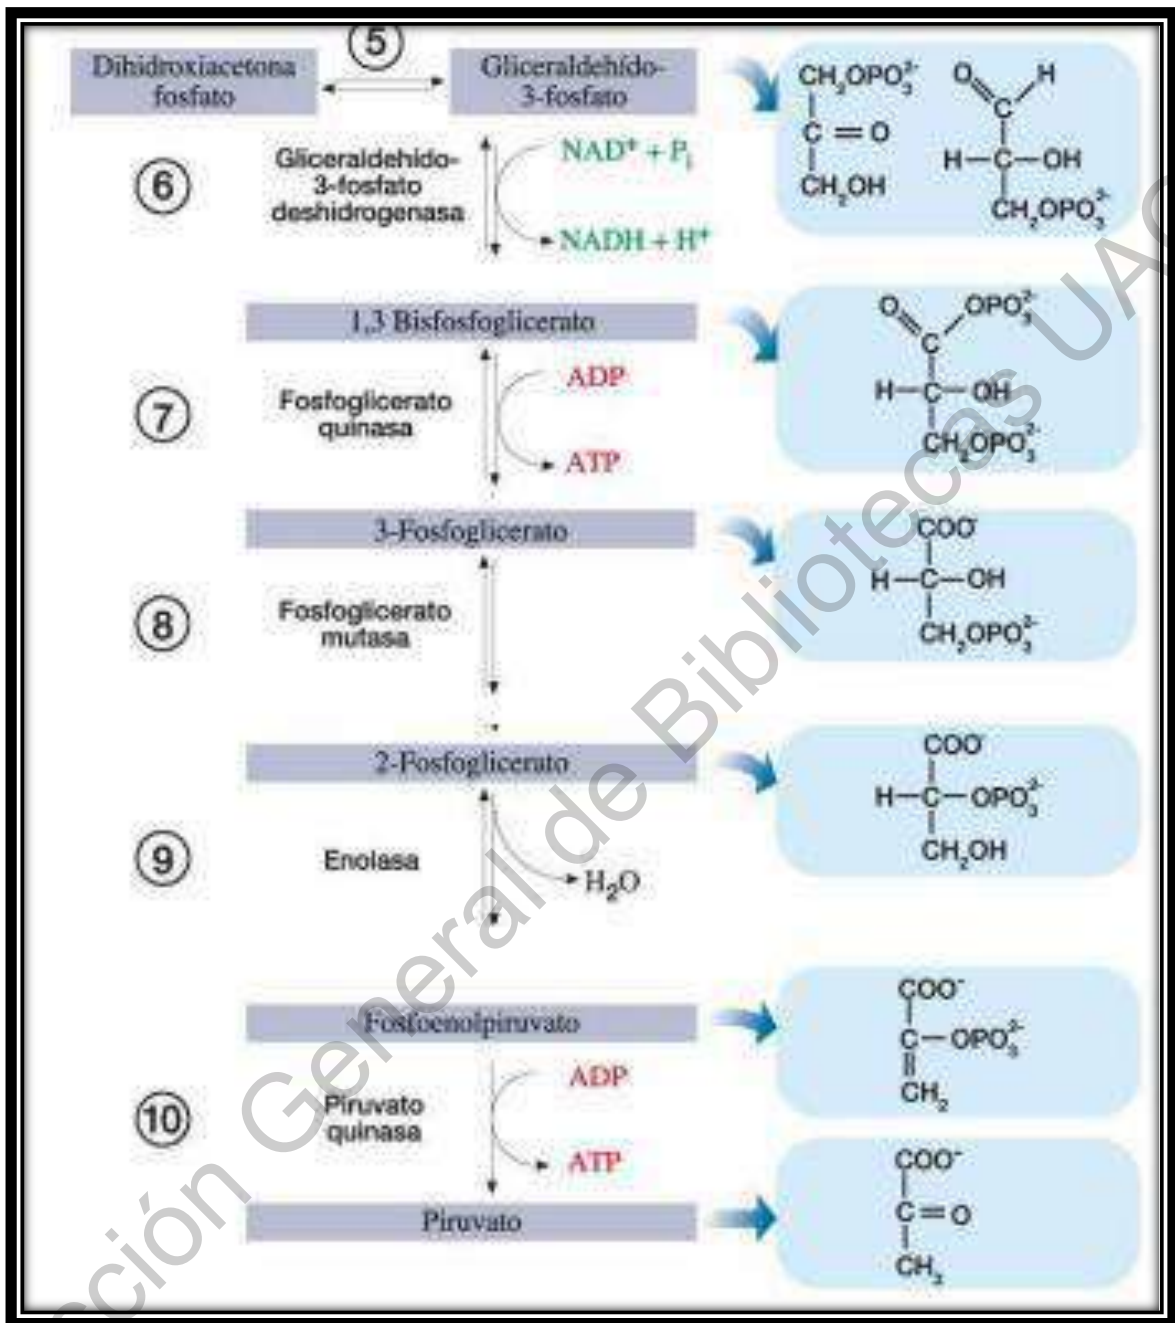 5
Dihidroxiacetona
fosfato
Gliceraldehído-
3-fosfato
CH₂OPO₃²⁻
C = O
CH₂OH
O H
C
H—C—OH
CH₂OPO₃²⁻
6
Gliceraldehido-
3-fosfato
deshidrogenasa
NAD⁺ + Pᵢ
NADH + H⁺
1,3 Bisfosfoglicerato
O OPO₃²⁻
C
H—C—OH
CH₂OPO₃²⁻
7
Fosfoglicerato
quinasa
ADP
ATP
3-Fosfoglicerato
COO⁻
H—C—OH
CH₂OPO₃²⁻
8
Fosfoglicerato
mutasa
2-Fosfoglicerato
COO⁻
H—C—OPO₃²⁻
CH₂OH
9
Enolasa
H₂O
Fosfoenolpiruvato
COO⁻
C—OPO₃²⁻
CH₂
10
Piruvato
quinasa
ADP
ATP
Piruvato
COO⁻
C=O
CH₃
cción General de Bibliotecas UAQ